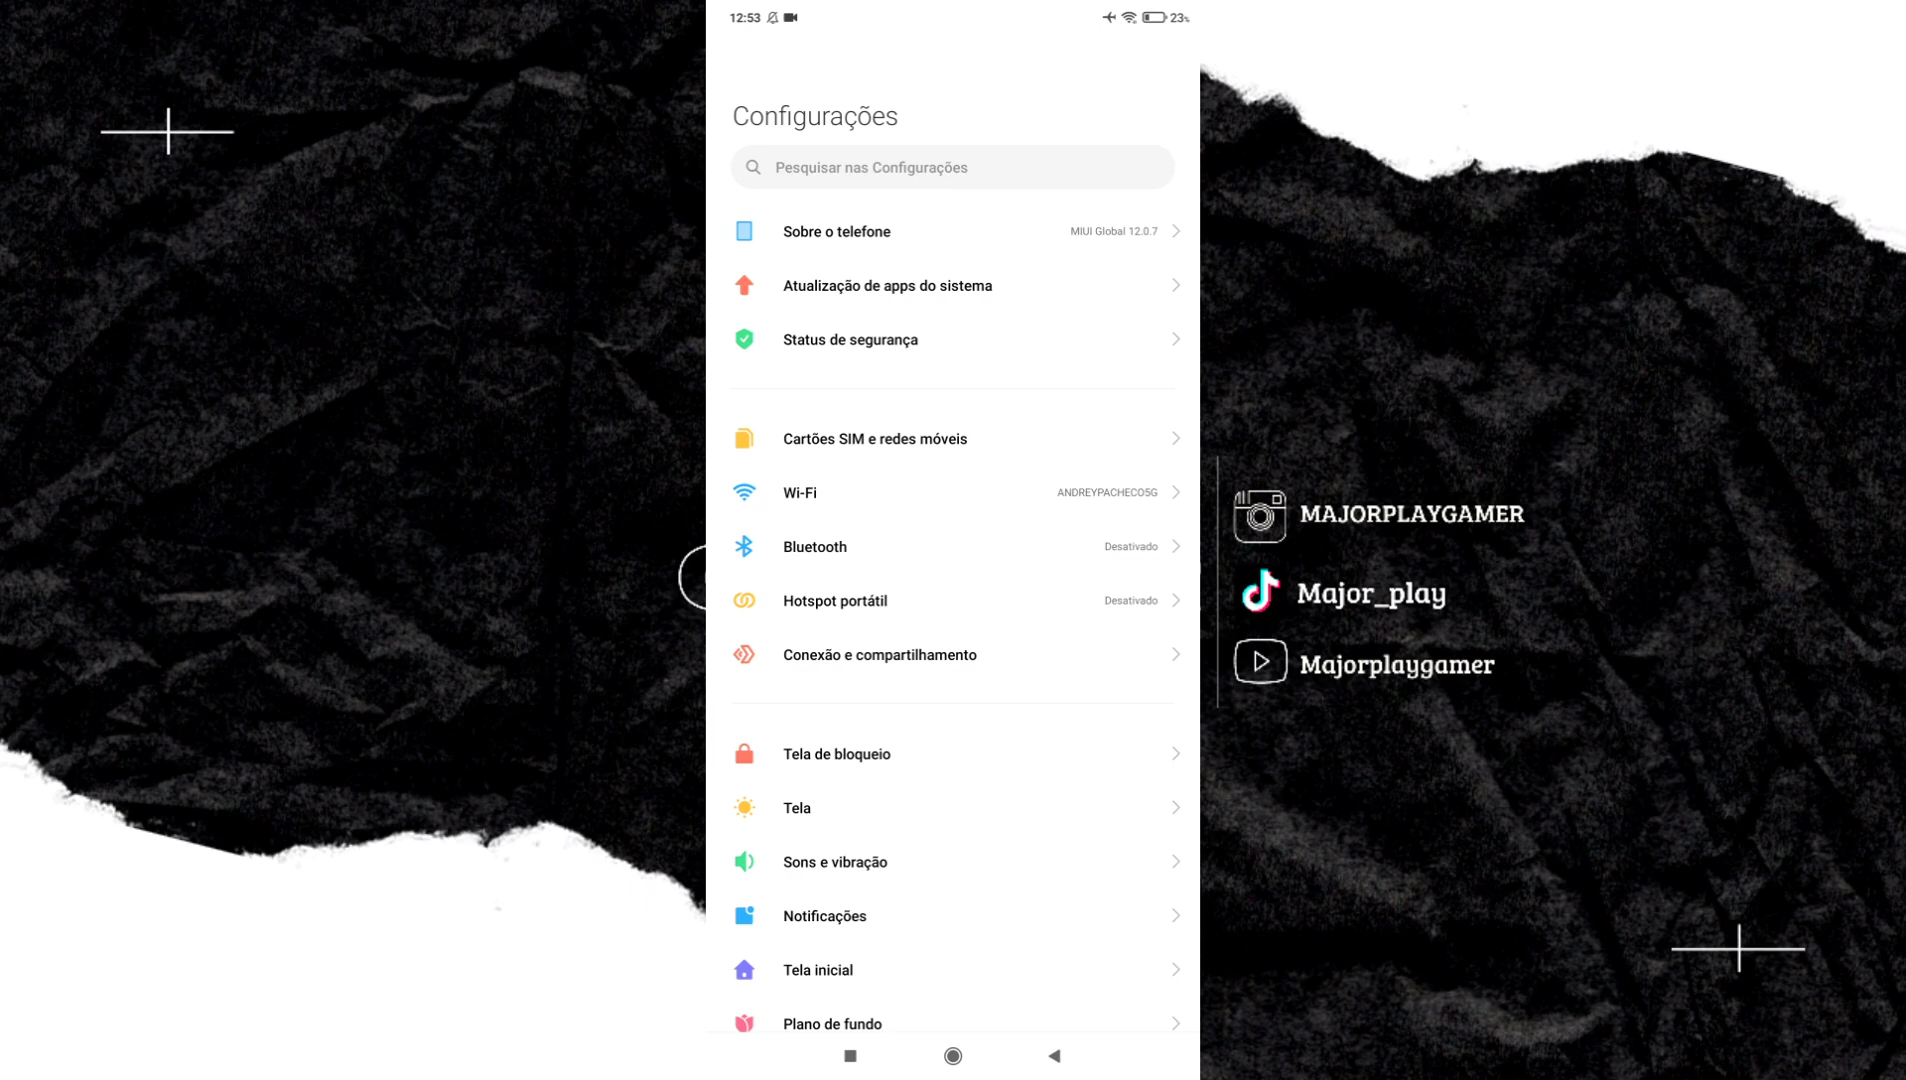 12:53
23%
Configurações
Pesquisar nas Configurações
Sobre o telefone MIUI Global 12.0.7
Atualização de apps do sistema
Status de segurança
Cartões SIM e redes móveis
Wi-Fi ANDREYPACHECO5G
Bluetooth Desativado
Hotspot portátil Desativado
Conexão e compartilhamento
Tela de bloqueio
Tela
Sons e vibração
Notificações
Tela inicial
Plano de fundo
MAJORPLAYGAMER
Major_play
Majorplaygamer